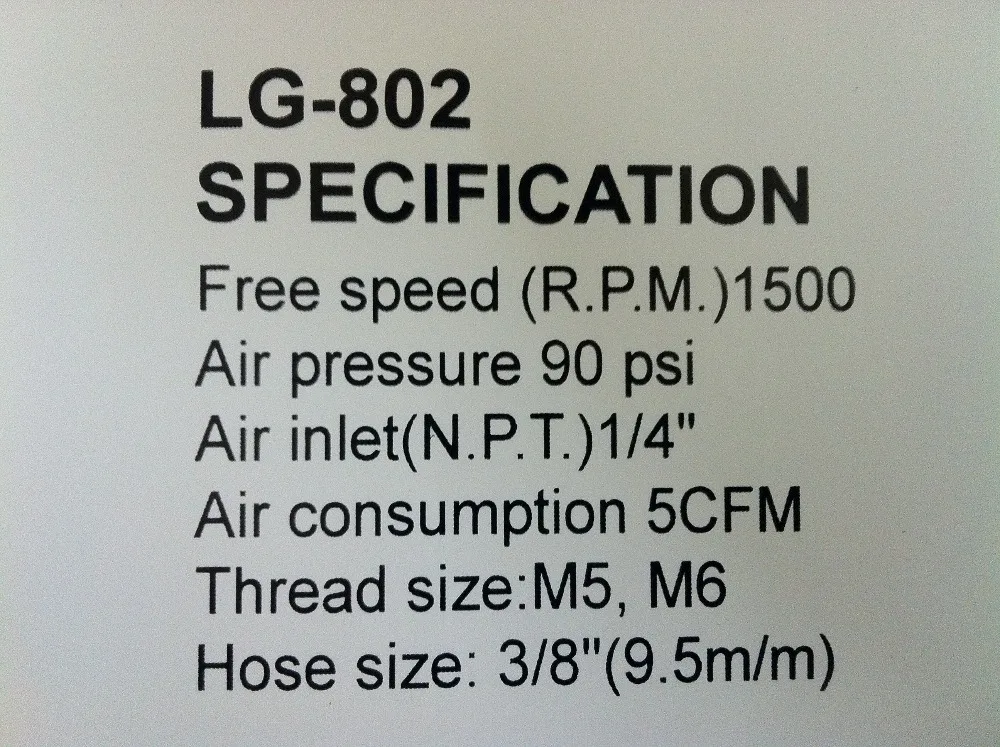 LG-802
SPECIFICATION
Free speed (R.P.M.)1500
Air pressure 90 psi
Air inlet(N.P.T.)1/4"
Air consumption 5CFM
Thread size:M5, M6
Hose size: 3/8"(9.5m/m)